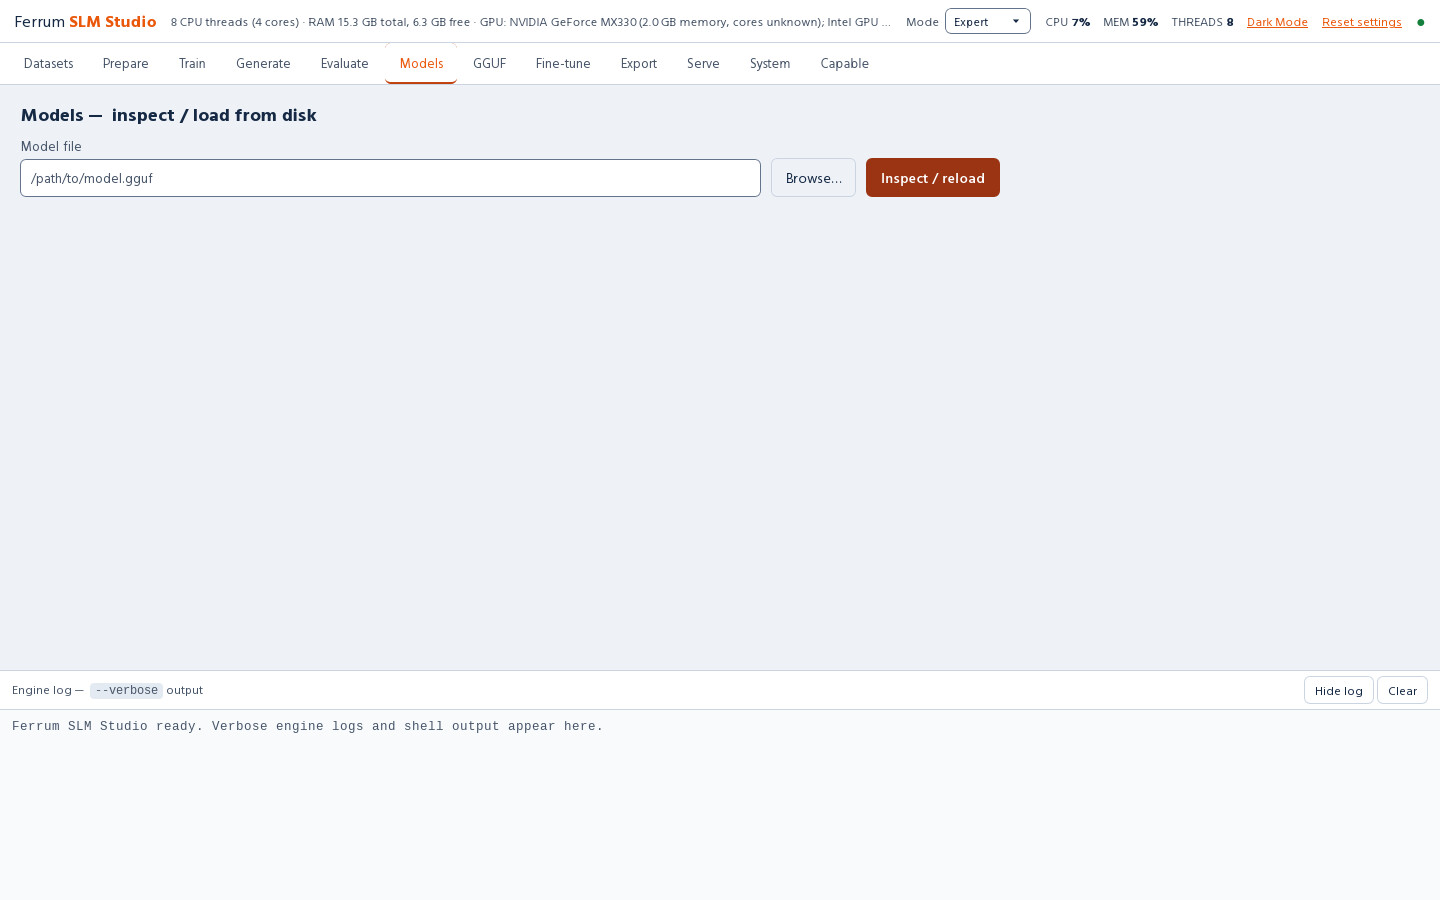 Ferrum SLM Studio
8 CPU threads (4 cores) · RAM 15.3 GB total, 6.3 GB free · GPU: NVIDIA GeForce MX330 (2.0 GB memory, cores unknown); Intel GPU ...
Mode Expert
CPU 7% MEM 59% THREADS 8 Dark Mode Reset settings
Datasets Prepare Train Generate Evaluate Models GGUF Fine-tune Export Serve System Capable
Models — inspect / load from disk
Model file
/path/to/model.gguf Browse... Inspect / reload
Engine log — --verbose output Hide log Clear
Ferrum SLM Studio ready. Verbose engine logs and shell output appear here.